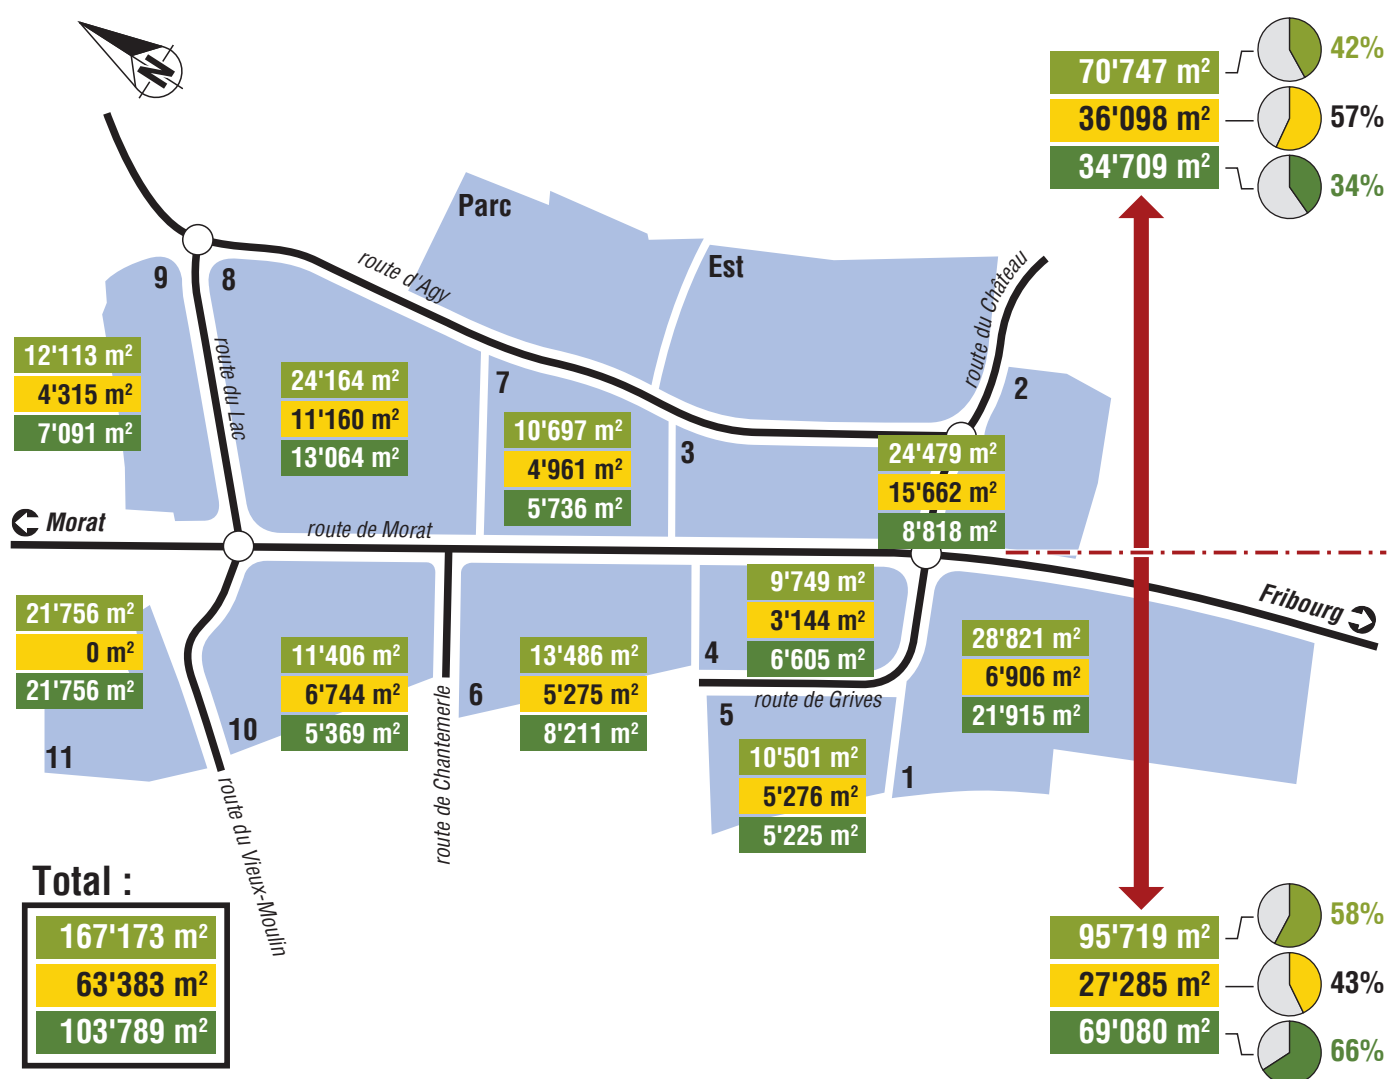 N
70'747 m²
42%
36'098 m²
57%
34'709 m²
34%
Parc
Est
route d'Agy
route du Château
9
8
route du Lac
12'113 m²
4'315 m²
7'091 m²
24'164 m²
11'160 m²
13'064 m²
7
10'697 m²
4'961 m²
5'736 m²
3
2
24'479 m²
15'662 m²
8'818 m²
Morat
route de Morat
Fribourg
21'756 m²
0 m²
21'756 m²
11
10
11'406 m²
6'744 m²
5'369 m²
6
13'486 m²
5'275 m²
8'211 m²
4
9'749 m²
3'144 m²
6'605 m²
route de Grives
28'821 m²
6'906 m²
21'915 m²
5
10'501 m²
5'276 m²
5'225 m²
1
route du Vieux-Moulin
route de Chantemerle
Total :
167'173 m²
63'383 m²
103'789 m²
95'719 m²
58%
27'285 m²
43%
69'080 m²
66%